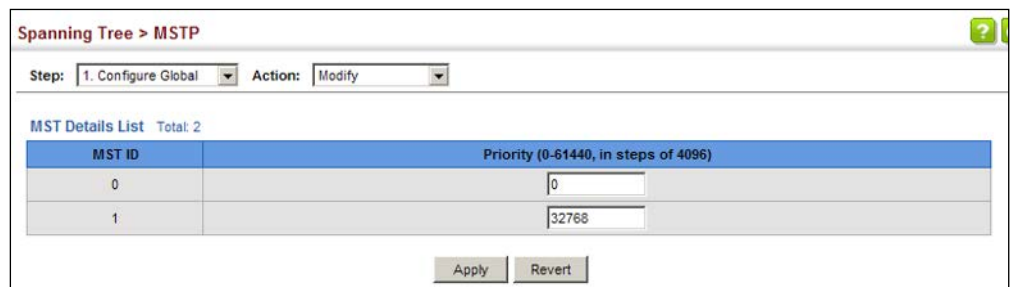 Spanning Tree > MSTP
?
Step: 1. Configure Global Action: Modify
MST Details List Total: 2
MST ID Priority (0-61440, in steps of 4096)
0 0
1 32768
Apply Revert